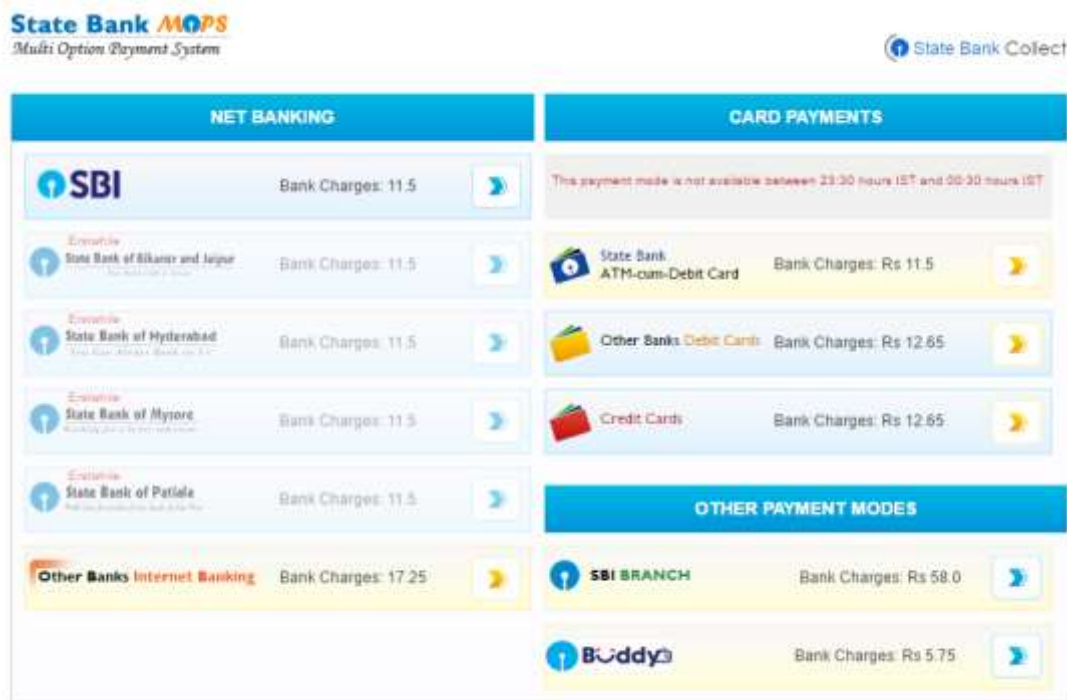 State Bank MOPS
Multi Option Payment System
State Bank Collect
NET BANKING
SBI
Bank Charges: 11.5
Erstwhile
State Bank of Bikaner and Jaipur
Bank Charges: 11.5
Erstwhile
State Bank of Hyderabad
Bank Charges: 11.5
Erstwhile
State Bank of Mysore
Bank Charges: 11.5
Erstwhile
State Bank of Patiala
Bank Charges: 11.5
Other Banks Internet Banking
Bank Charges: 17.25
CARD PAYMENTS
This payment mode is not available between 23:30 hours IST and 00:30 hours IST
State Bank
ATM-cum-Debit Card
Bank Charges: Rs 11.5
Other Banks Debit Cards
Bank Charges: Rs 12.65
Credit Cards
Bank Charges: Rs 12.65
OTHER PAYMENT MODES
SBI BRANCH
Bank Charges: Rs 58.0
Buddy
Bank Charges: Rs 5.75